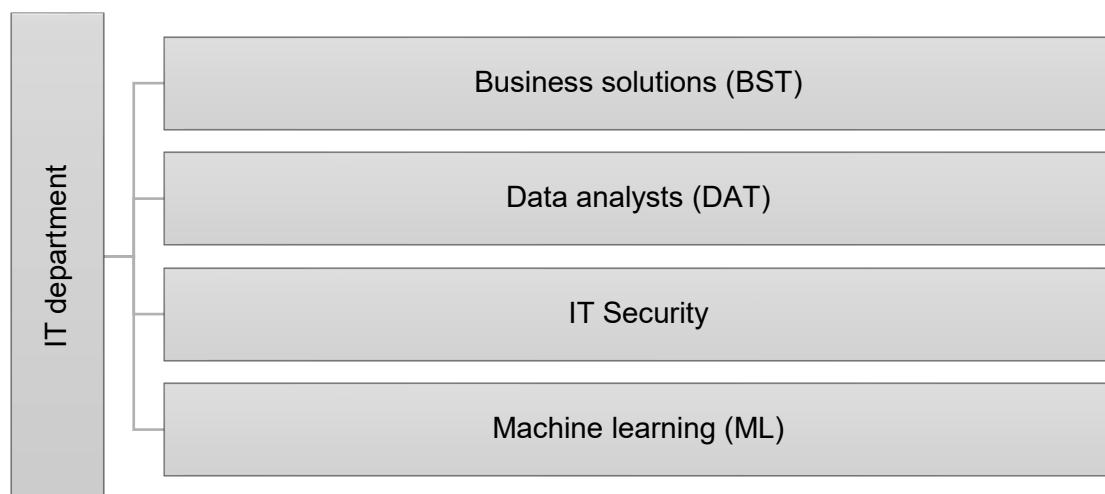 IT department
Business solutions (BST)
Data analysts (DAT)
IT Security
Machine learning (ML)